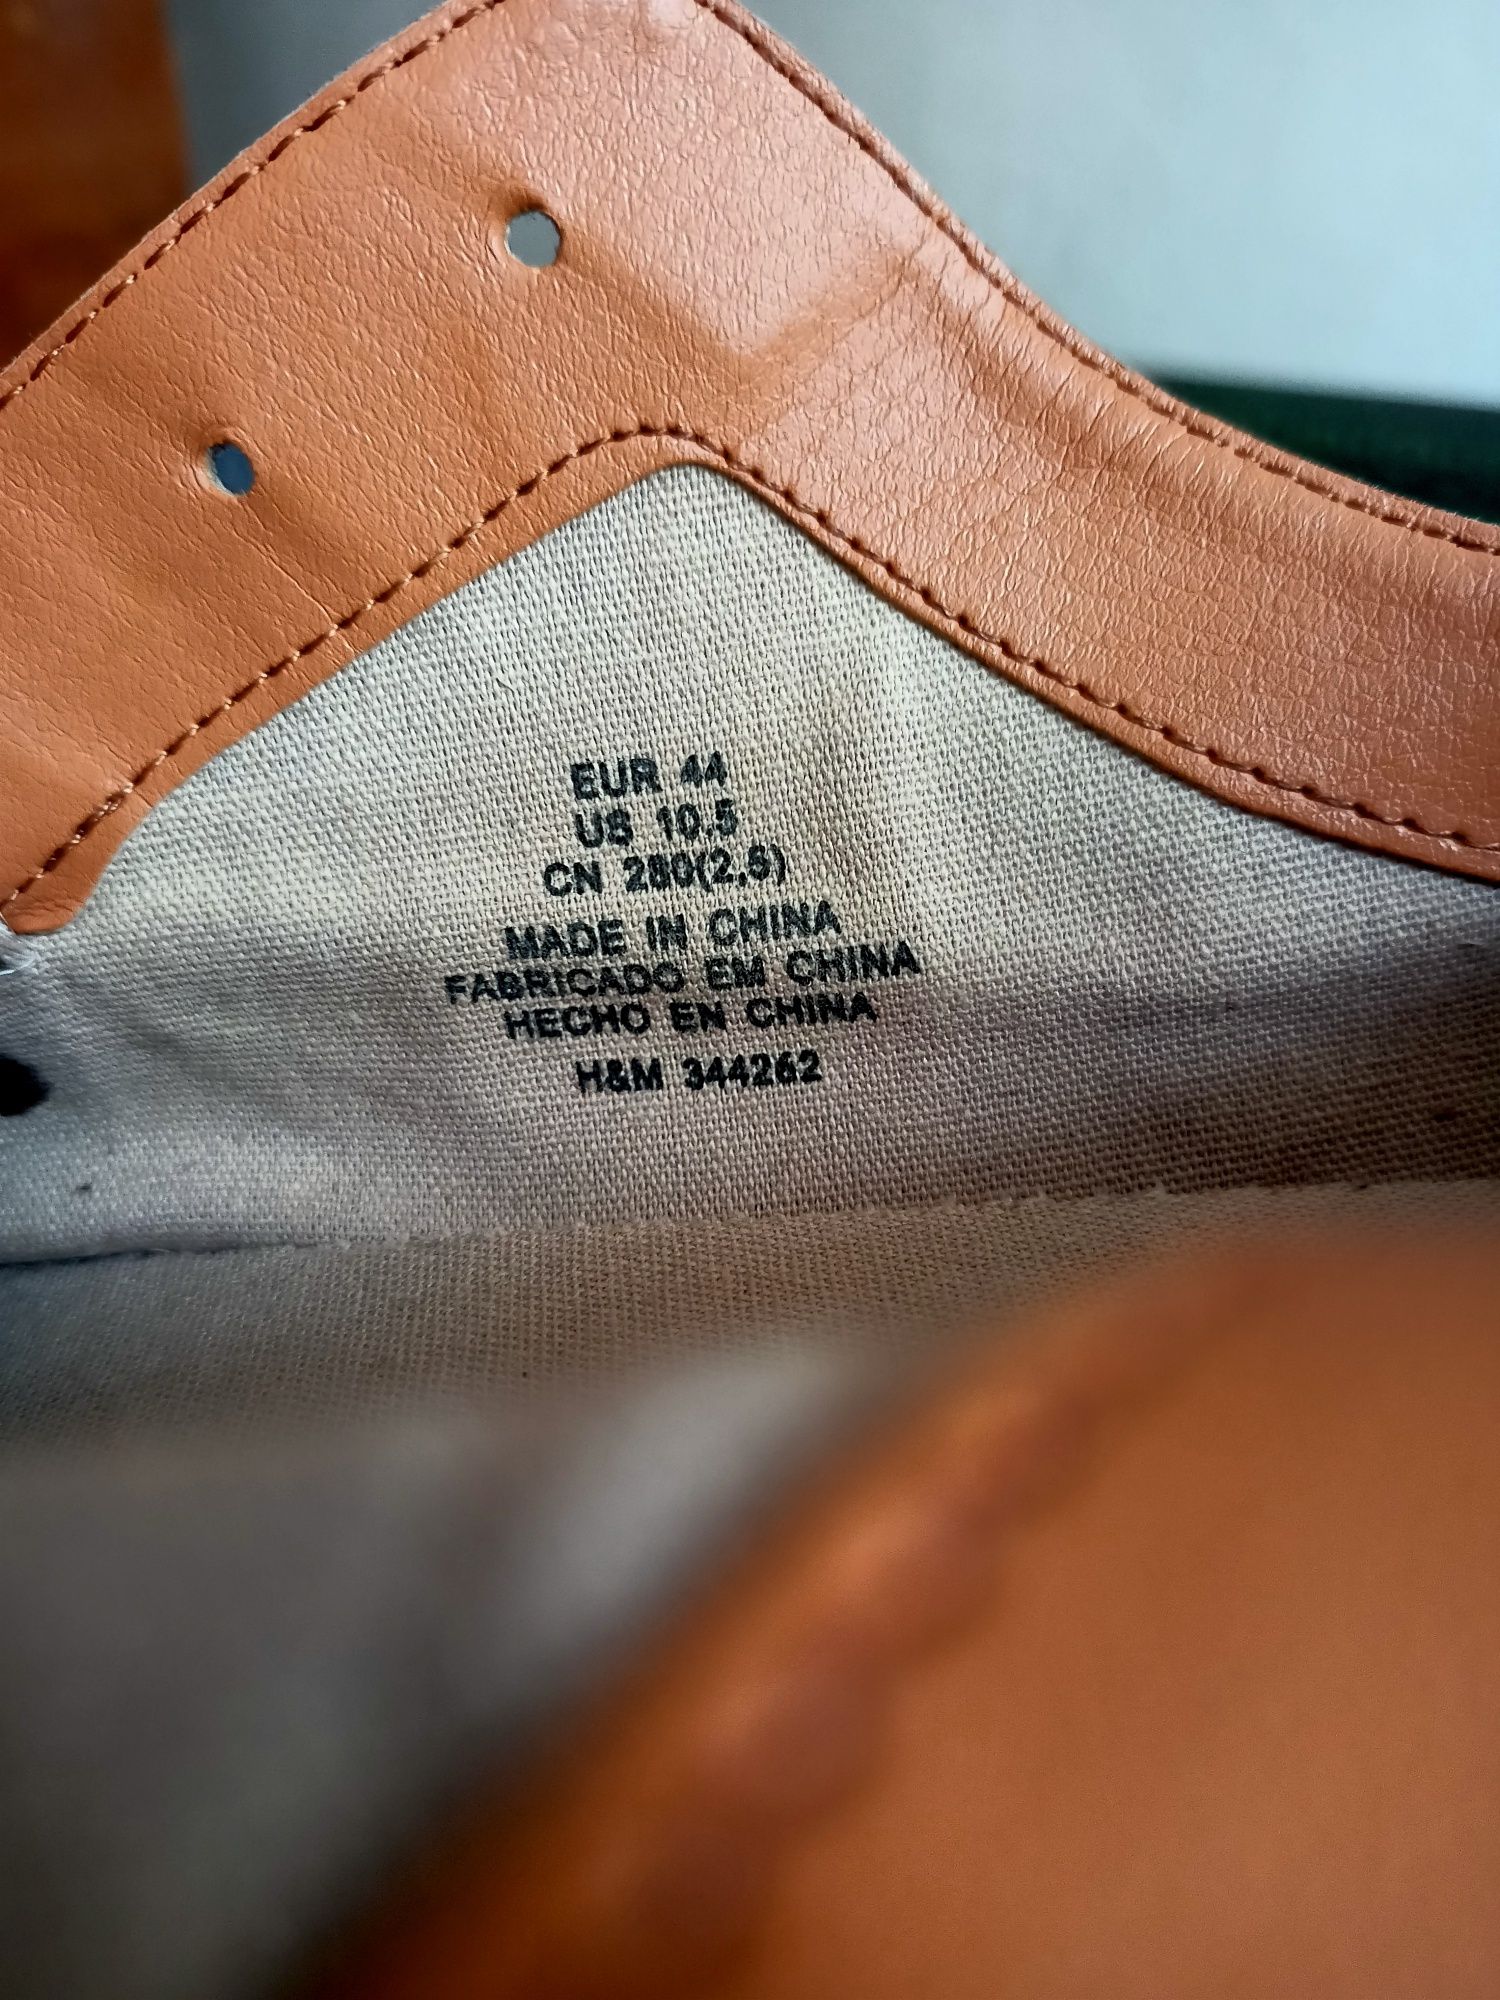 EUR 44
US 10.5
CN 280(2.5)
MADE IN CHINA
FABRICADO EM CHINA
HECHO EN CHINA
H&M 344262